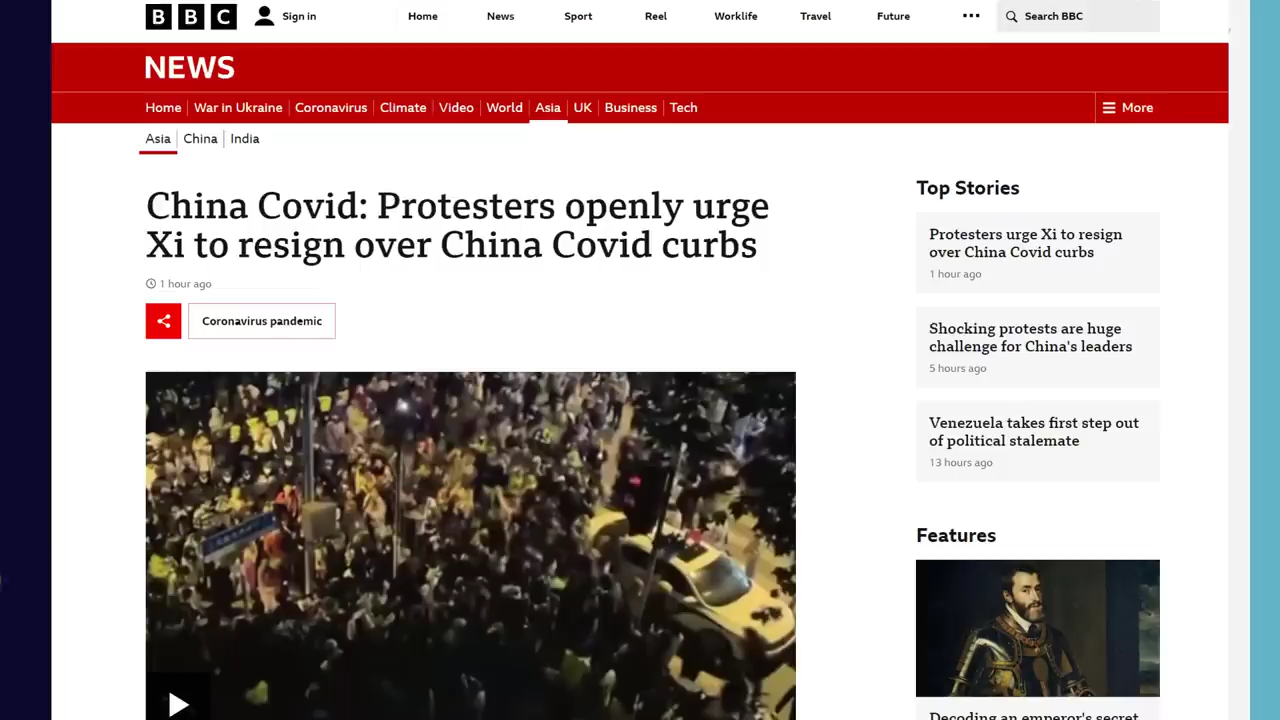 BBC
Sign in
Home
News
Sport
Reel
Worklife
Travel
Future
Search BBC
NEWS
Home
War in Ukraine
Coronavirus
Climate
Video
World
Asia
UK
Business
Tech
More
Asia
China
India
China Covid: Protesters openly urge
Xi to resign over China Covid curbs
1 hour ago
Coronavirus pandemic
Top Stories
Protesters urge Xi to resign
over China Covid curbs
1 hour ago
Shocking protests are huge
challenge for China's leaders
5 hours ago
Venezuela takes first step out
of political stalemate
13 hours ago
Features
Decoding an emperor's secret